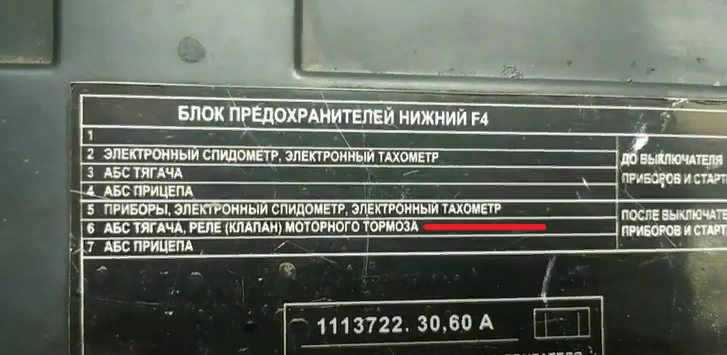 БЛОК ПРЕДОХРАНИТЕЛЕЙ НИЖНИЙ F4
1
2 ЭЛЕКТРОННЫЙ СПИДОМЕТР, ЭЛЕКТРОННЫЙ ТАХОМЕТР
3 АБС ТЯГАЧА
4 АБС ПРИЦЕПА
ДО ВЫКЛЮЧАТЕЛЯ
ПРИБОРОВ И СТАРТ
5 ПРИБОРЫ, ЭЛЕКТРОННЫЙ СПИДОМЕТР, ЭЛЕКТРОННЫЙ ТАХОМЕТР
6 АБС ТЯГАЧА, РЕЛЕ (КЛАПАН) МОТОРНОГО ТОРМОЗА
7 АБС ПРИЦЕПА
ПОСЛЕ ВЫКЛЮЧАТ
ПРИБОРОВ И СТАРТ
1113722. 30,60 А